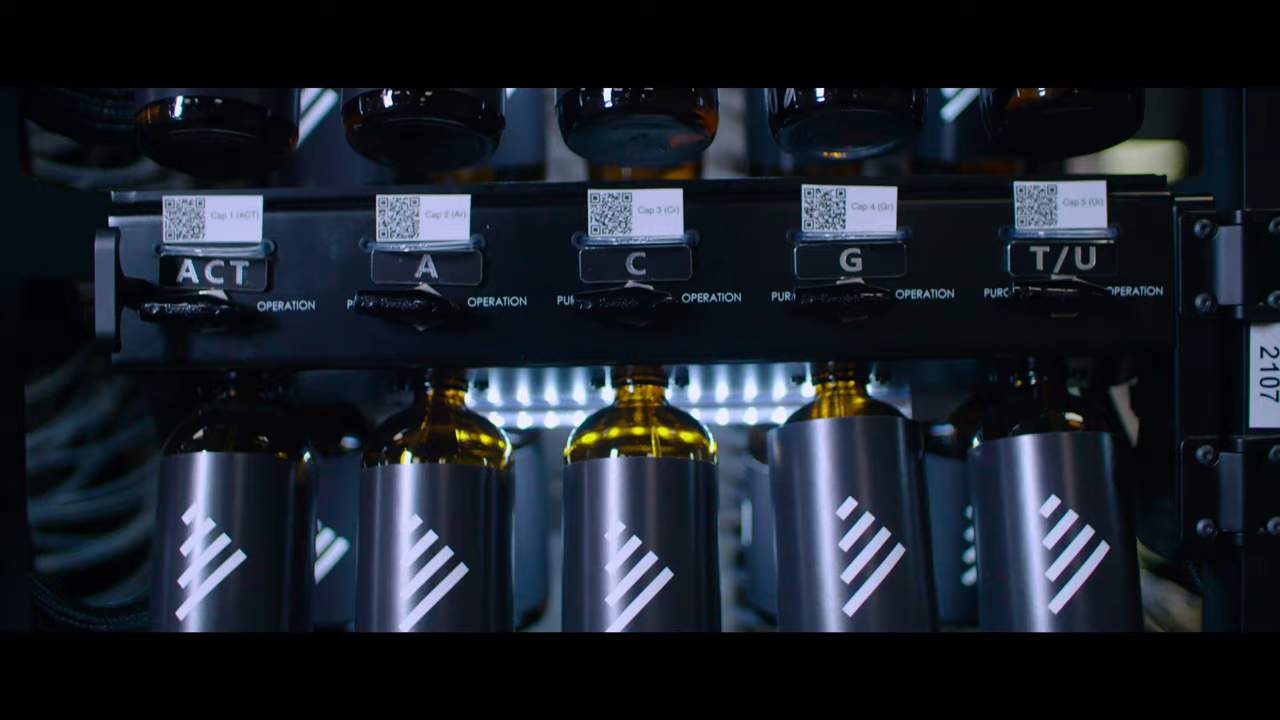 Cap 1 (ACT)
Cap 2 (Ar)
Cap 3 (Cr)
Cap 4 (Gr)
Cap 5 (Ur)
ACT
A
C
G
T/U
OPERATION
OPERATION
OPERATION
OPERATION
OPERATION
2107